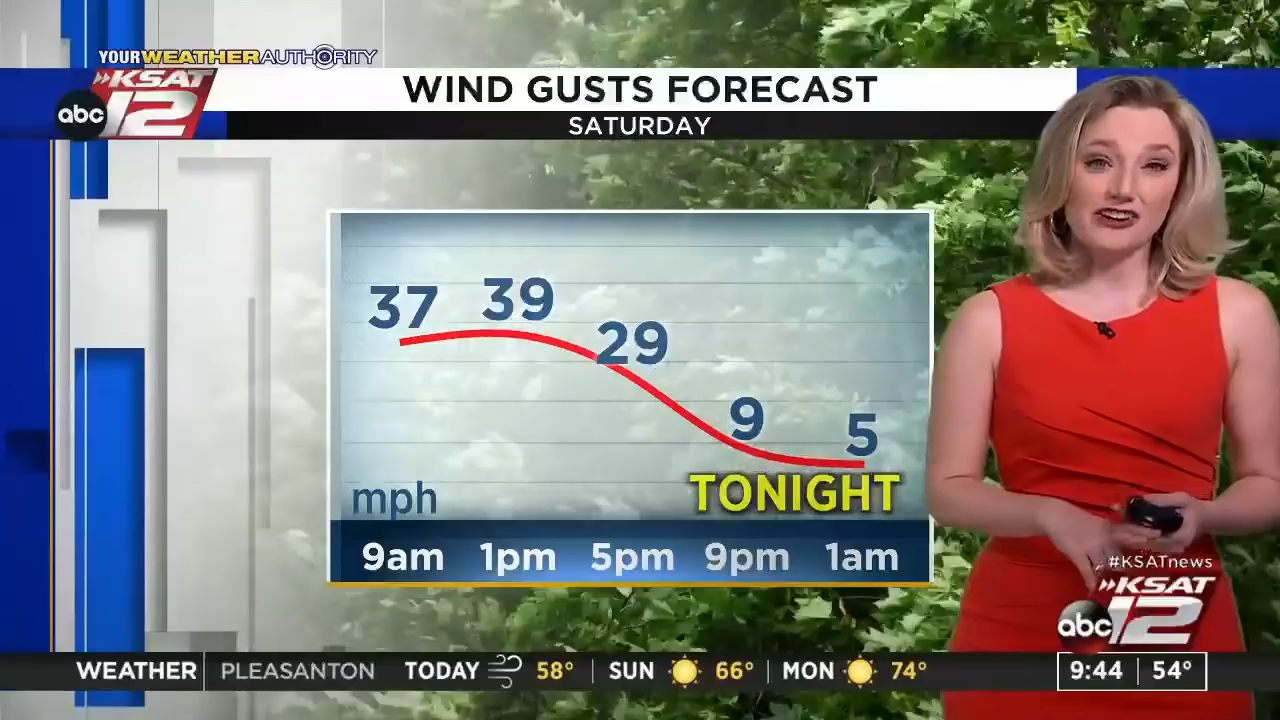 YOURWEATHERAUTHORITY
KSAT
abc 12
WIND GUSTS FORECAST
SATURDAY
37 39 29 9 5
mph
TONIGHT
9am 1pm 5pm 9pm 1am
#KSATnews
KSAT
abc 12
WEATHER PLEASANTON TODAY 58° SUN 66° MON 74° 9:44 54°